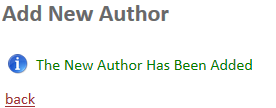 Add New Author
The New Author Has Been Added
back